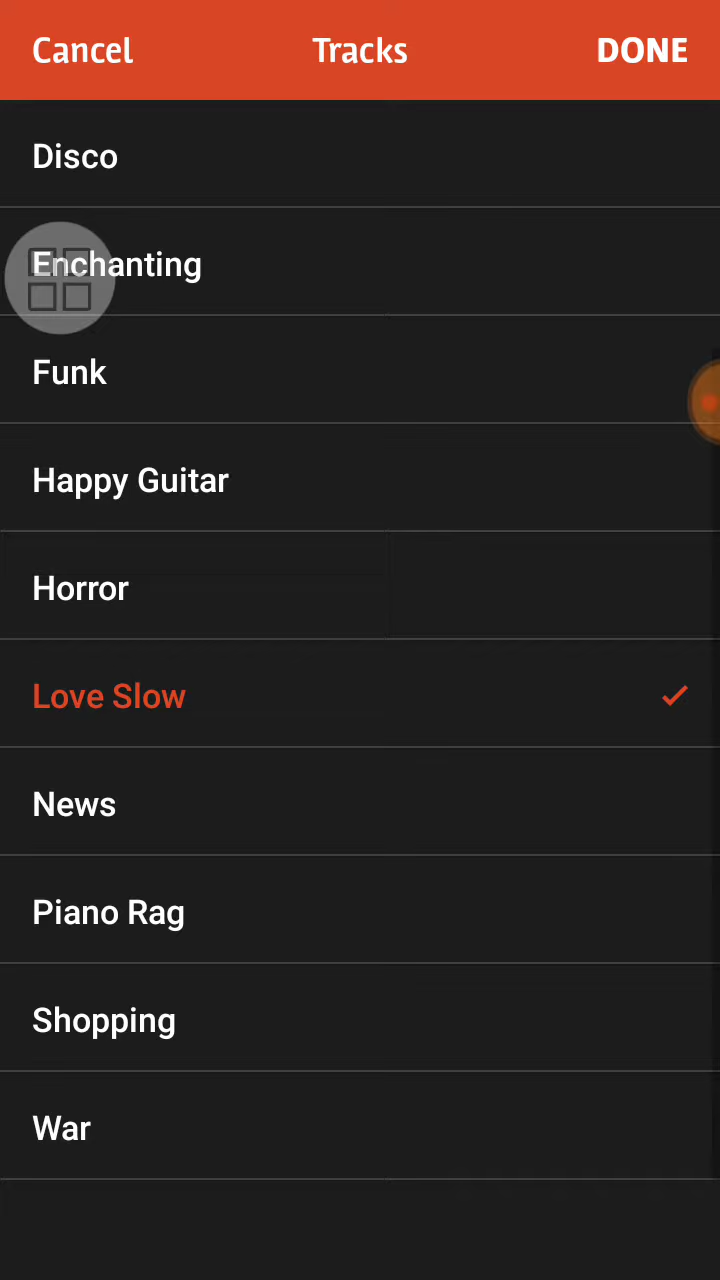 Cancel Tracks DONE
Disco
Enchanting
Funk
Happy Guitar
Horror
Love Slow
News
Piano Rag
Shopping
War